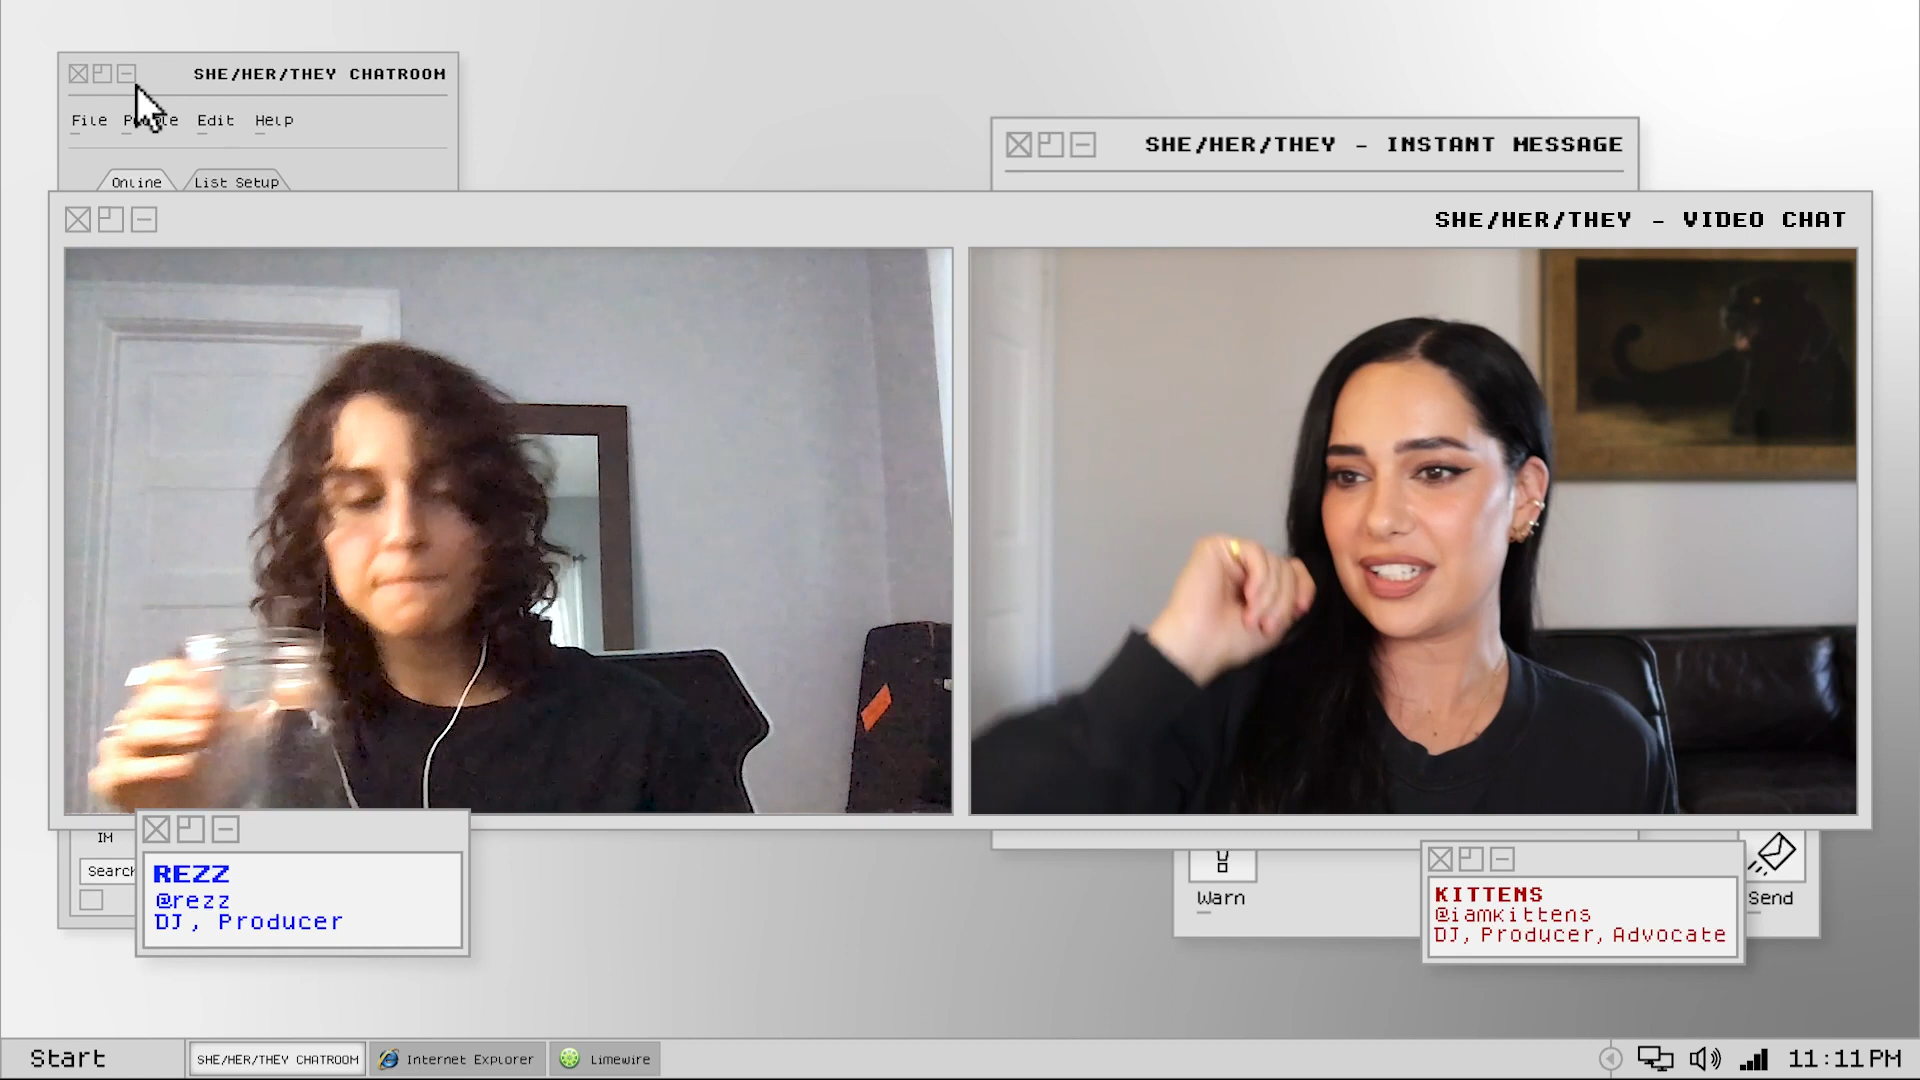 SHE/HER/THEY CHATROOM
File
Edit Help
Online List Setup
SHE/HER/THEY - INSTANT MESSAGE
SHE/HER/THEY - VIDEO CHAT
IM
Search
REZZ
@rezz
DJ, Producer
Warn
Send
KITTENS
@iamkittens
DJ, Producer, Advocate
Start SHE/HER/THEY CHATROOM Internet Explorer Limewire 11:11 PM